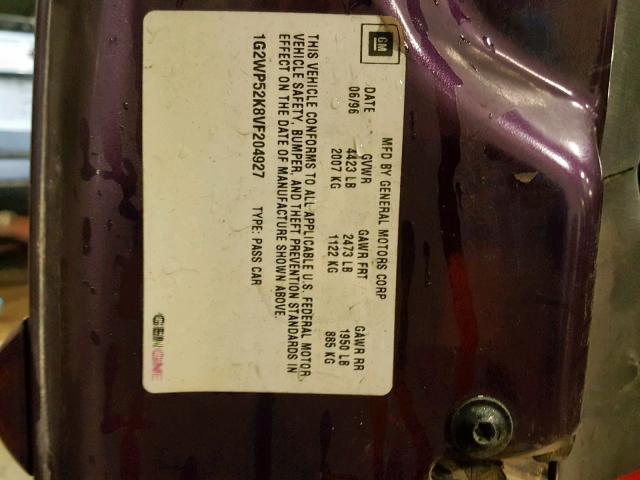 GM
MFD BY GENERAL MOTORS CORP
DATE GVWR GAWR FRT GAWR RR
06/96 4423 LB 2473 LB 1950 LB
2007 KG 1122 KG 885 KG
THIS VEHICLE CONFORMS TO ALL APPLICABLE U.S. FEDERAL MOTOR
VEHICLE SAFETY, BUMPER, AND THEFT PREVENTION STANDARDS IN
EFFECT ON THE DATE OF MANUFACTURE SHOWN ABOVE.
1G2WP52K8VF204927 TYPE: PASS CAR